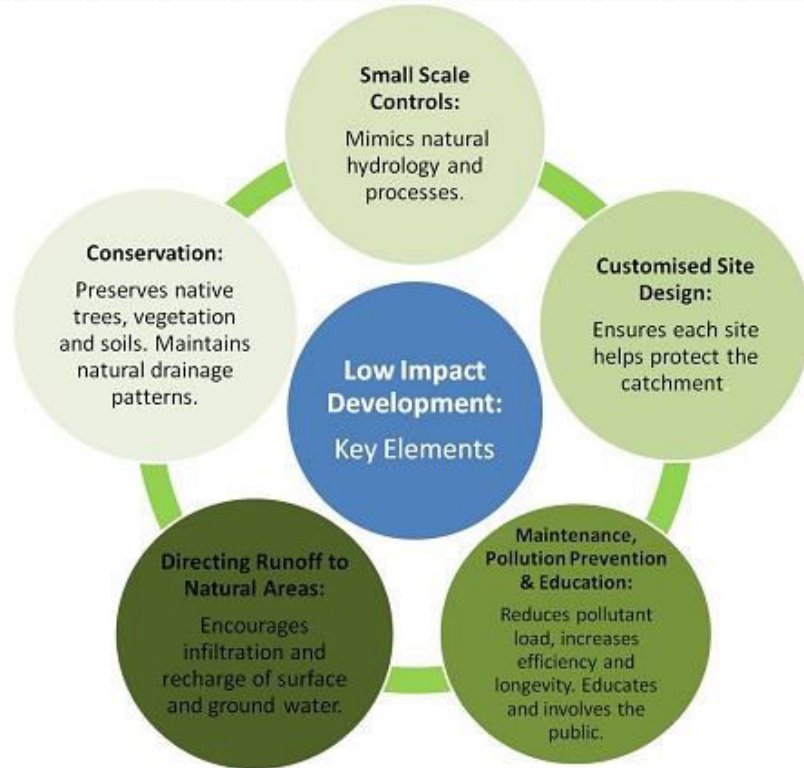 Small Scale
Controls:
Mimics natural
hydrology and
processes.
Customised Site
Design:
Ensures each site
helps protect the
catchment
Maintenance,
Pollution Prevention
& Education:
Reduces pollutant
load, increases
efficiency and
longevity. Educates
and involves the
public.
Directing Runoff to
Natural Areas:
Encourages
infiltration and
recharge of surface
and ground water.
Conservation:
Preserves native
trees, vegetation
and soils. Maintains
natural drainage
patterns.
Low Impact
Development:
Key Elements